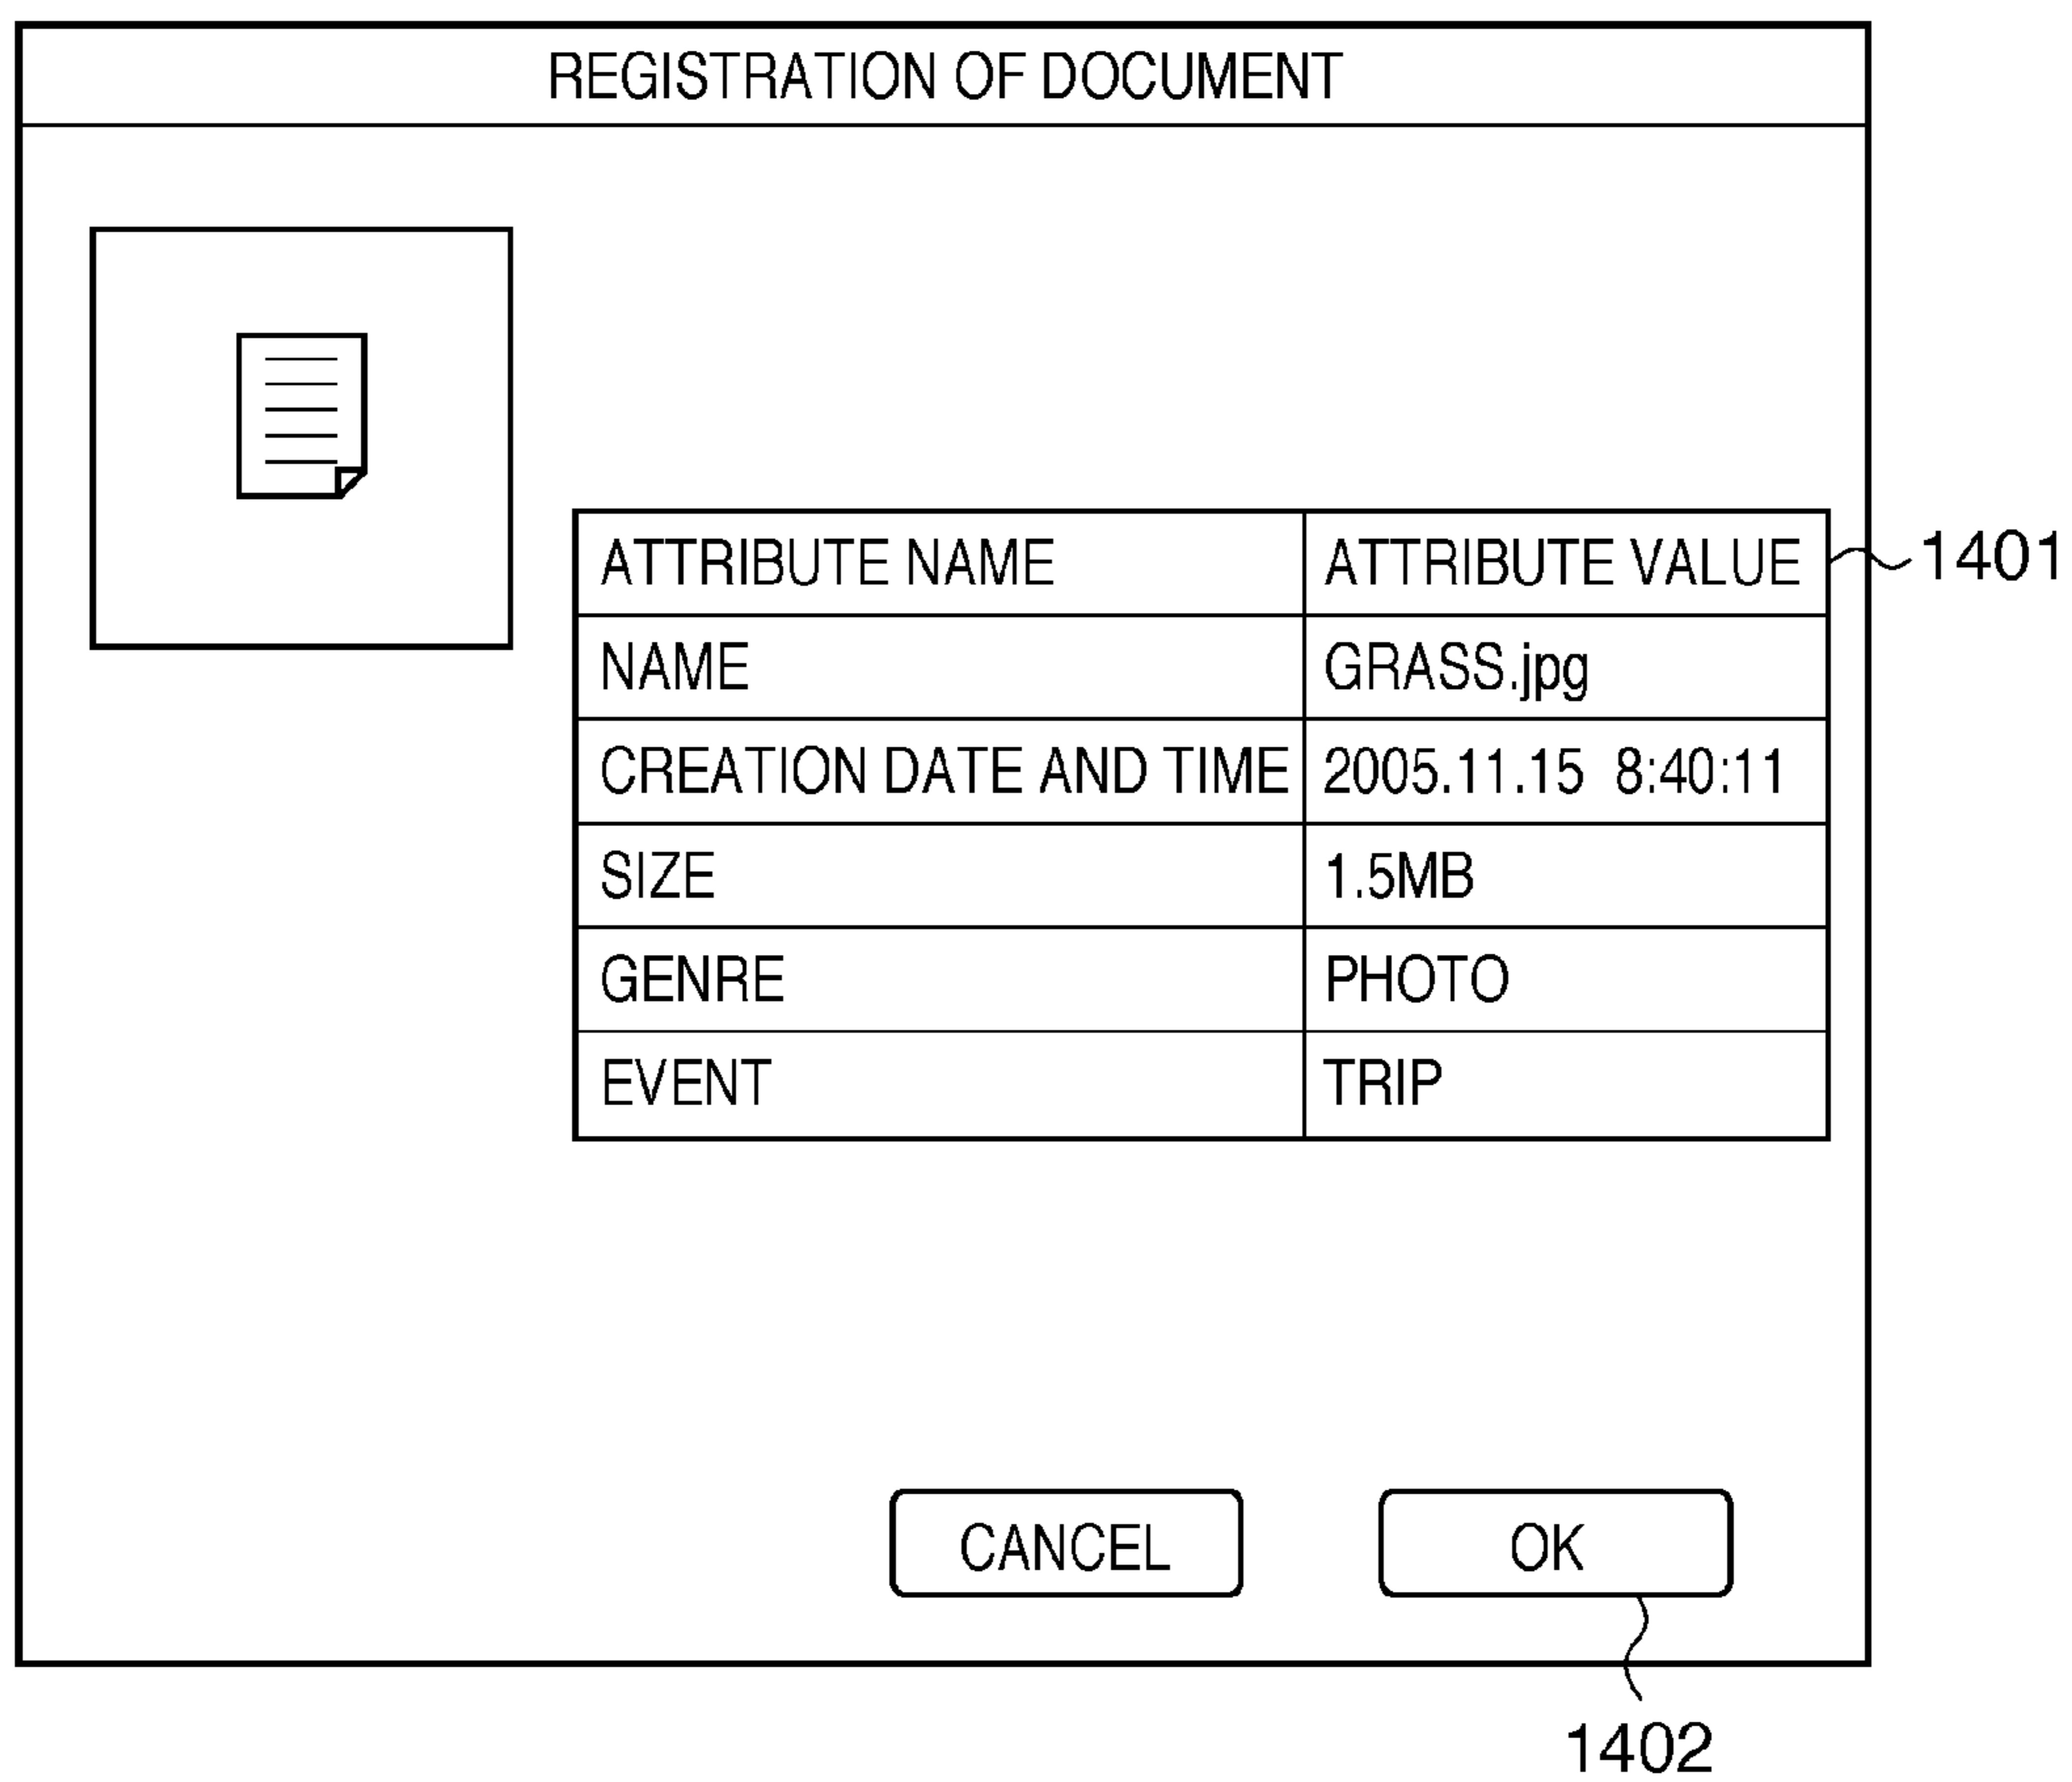 REGISTRATION OF DOCUMENT
ATTRIBUTE NAME ATTRIBUTE VALUE 1401
NAME GRASS.jpg
CREATION DATE AND TIME 2005.11.15 8:40:11
SIZE 1.5MB
GENRE PHOTO
EVENT TRIP
CANCEL OK
1402